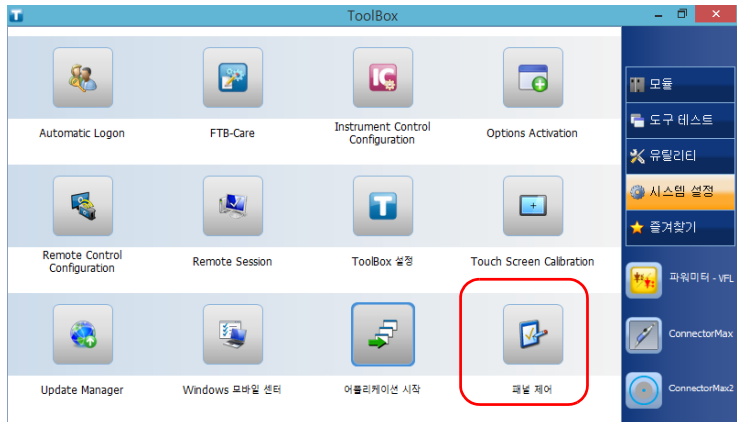 ToolBox
Automatic Logon
FTB-Care
Instrument Control
Configuration
Options Activation
Remote Control
Configuration
Remote Session
ToolBox 설정
Touch Screen Calibration
Update Manager
Windows 모바일 센터
어플리케이션 시작
패널 제어
모듈
도구 테스트
유틸리티
시스템 설정
즐겨찾기
파워미터 - VFL
ConnectorMax
ConnectorMax2